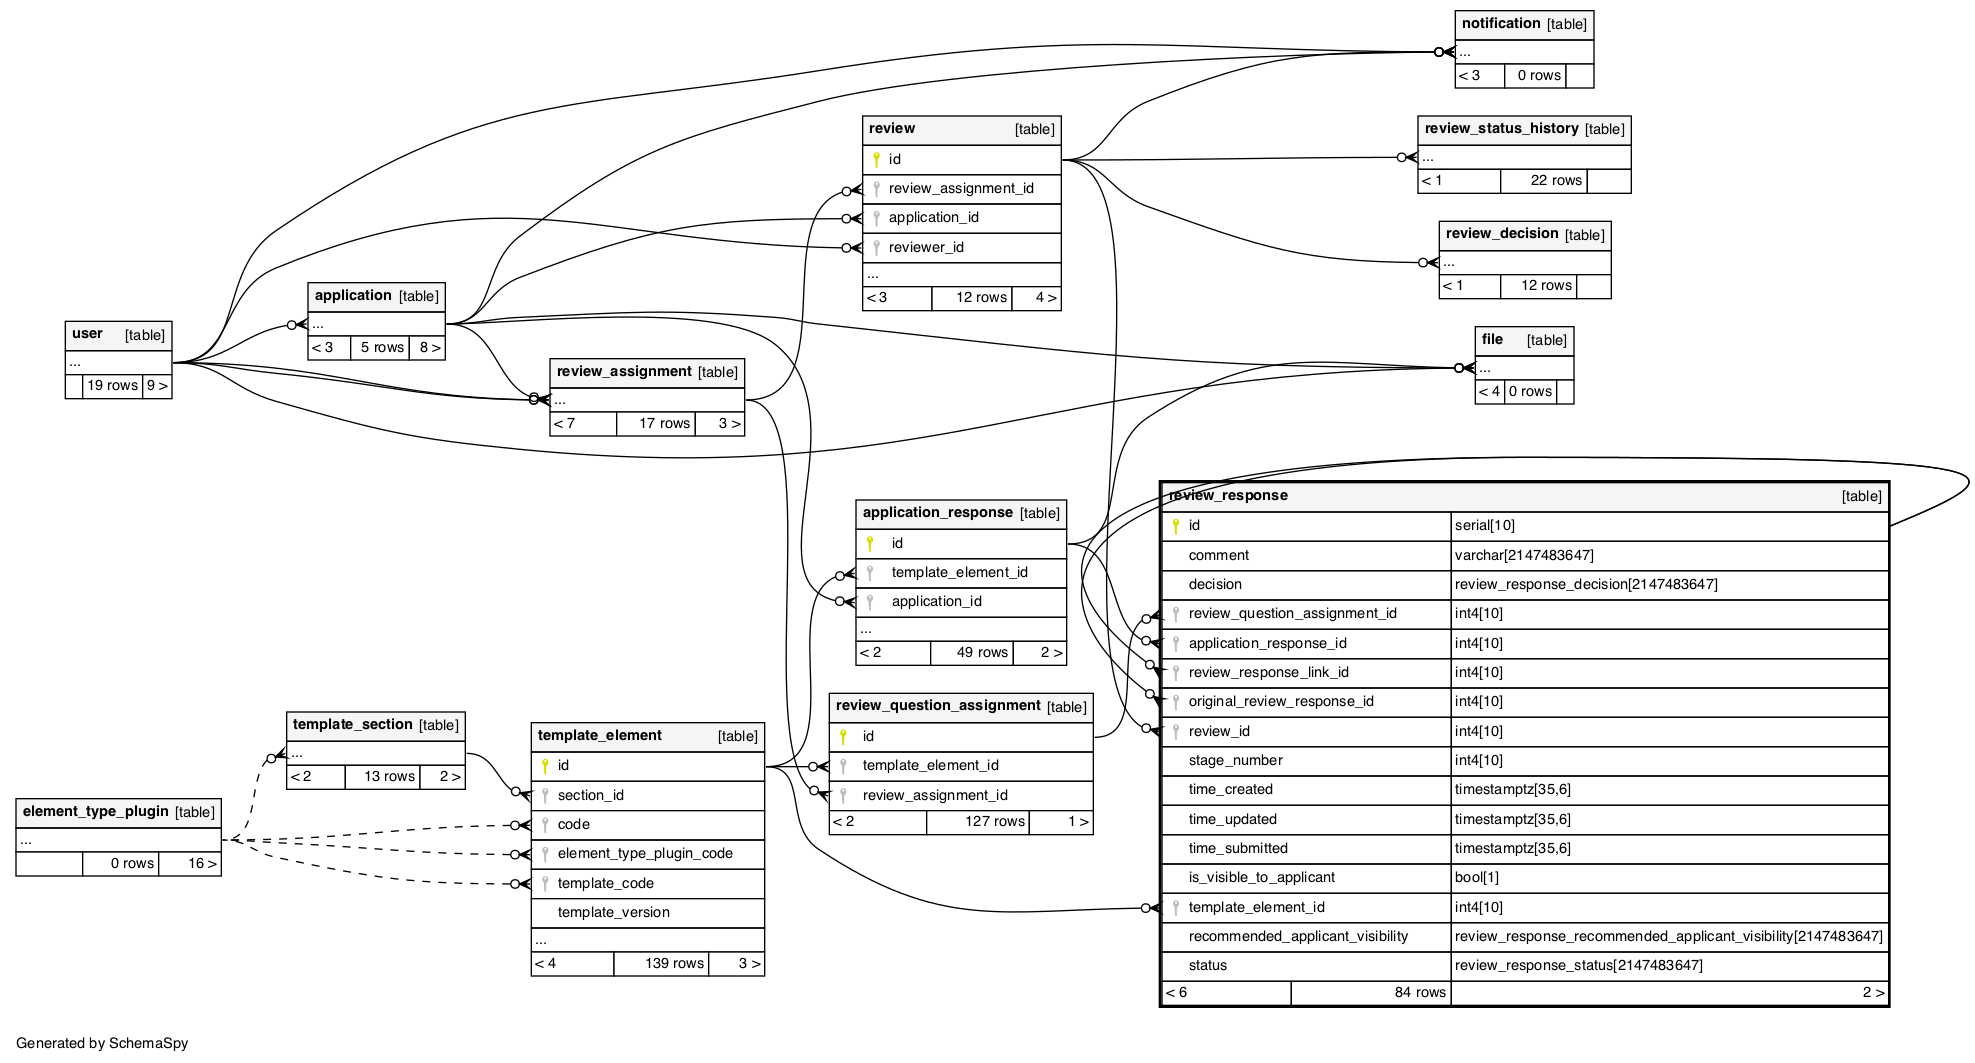 notification [table]
...
< 3 0 rows
review [table]
id
review_assignment_id
application_id
reviewer_id
...
< 3 12 rows 4 >
review_status_history [table]
...
< 1 22 rows
review_decision [table]
...
< 1 12 rows
application [table]
...
< 3 5 rows 8 >
user [table]
...
19 rows 9 >
review_assignment [table]
...
< 7 17 rows 3 >
file [table]
...
< 4 0 rows
application_response [table]
id
template_element_id
application_id
...
< 2 49 rows 2 >
review_response [table]
id serial[10]
comment varchar[2147483647]
decision review_response_decision[2147483647]
review_question_assignment_id int4[10]
application_response_id int4[10]
review_response_link_id int4[10]
original_review_response_id int4[10]
review_id int4[10]
stage_number int4[10]
time_created timestamptz[35,6]
time_updated timestamptz[35,6]
time_submitted timestamptz[35,6]
is_visible_to_applicant bool[1]
template_element_id int4[10]
recommended_applicant_visibility review_response_recommended_applicant_visibility[2147483647]
status review_response_status[2147483647]
< 6 84 rows 2 >
review_question_assignment [table]
id
template_element_id
review_assignment_id
< 2 127 rows 1 >
template_section [table]
...
< 2 13 rows 2 >
template_element [table]
id
section_id
code
element_type_plugin_code
template_code
template_version
...
< 4 139 rows 3 >
element_type_plugin [table]
...
0 rows 16 >
Generated by SchemaSpy